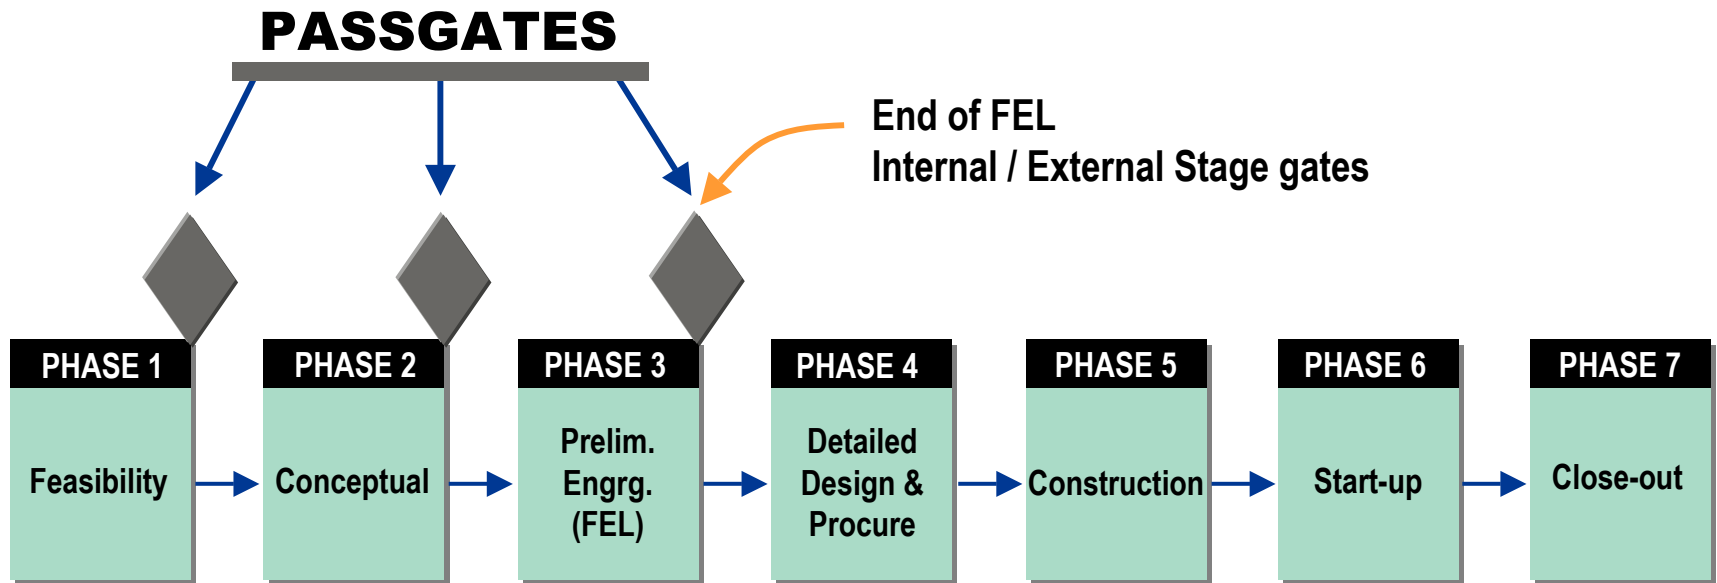 PASSGATES
End of FEL
Internal / External Stage gates
PHASE 1
Feasibility
PHASE 2
Conceptual
PHASE 3
Prelim.
Engrg.
(FEL)
PHASE 4
Detailed
Design &
Procure
PHASE 5
Construction
PHASE 6
Start-up
PHASE 7
Close-out